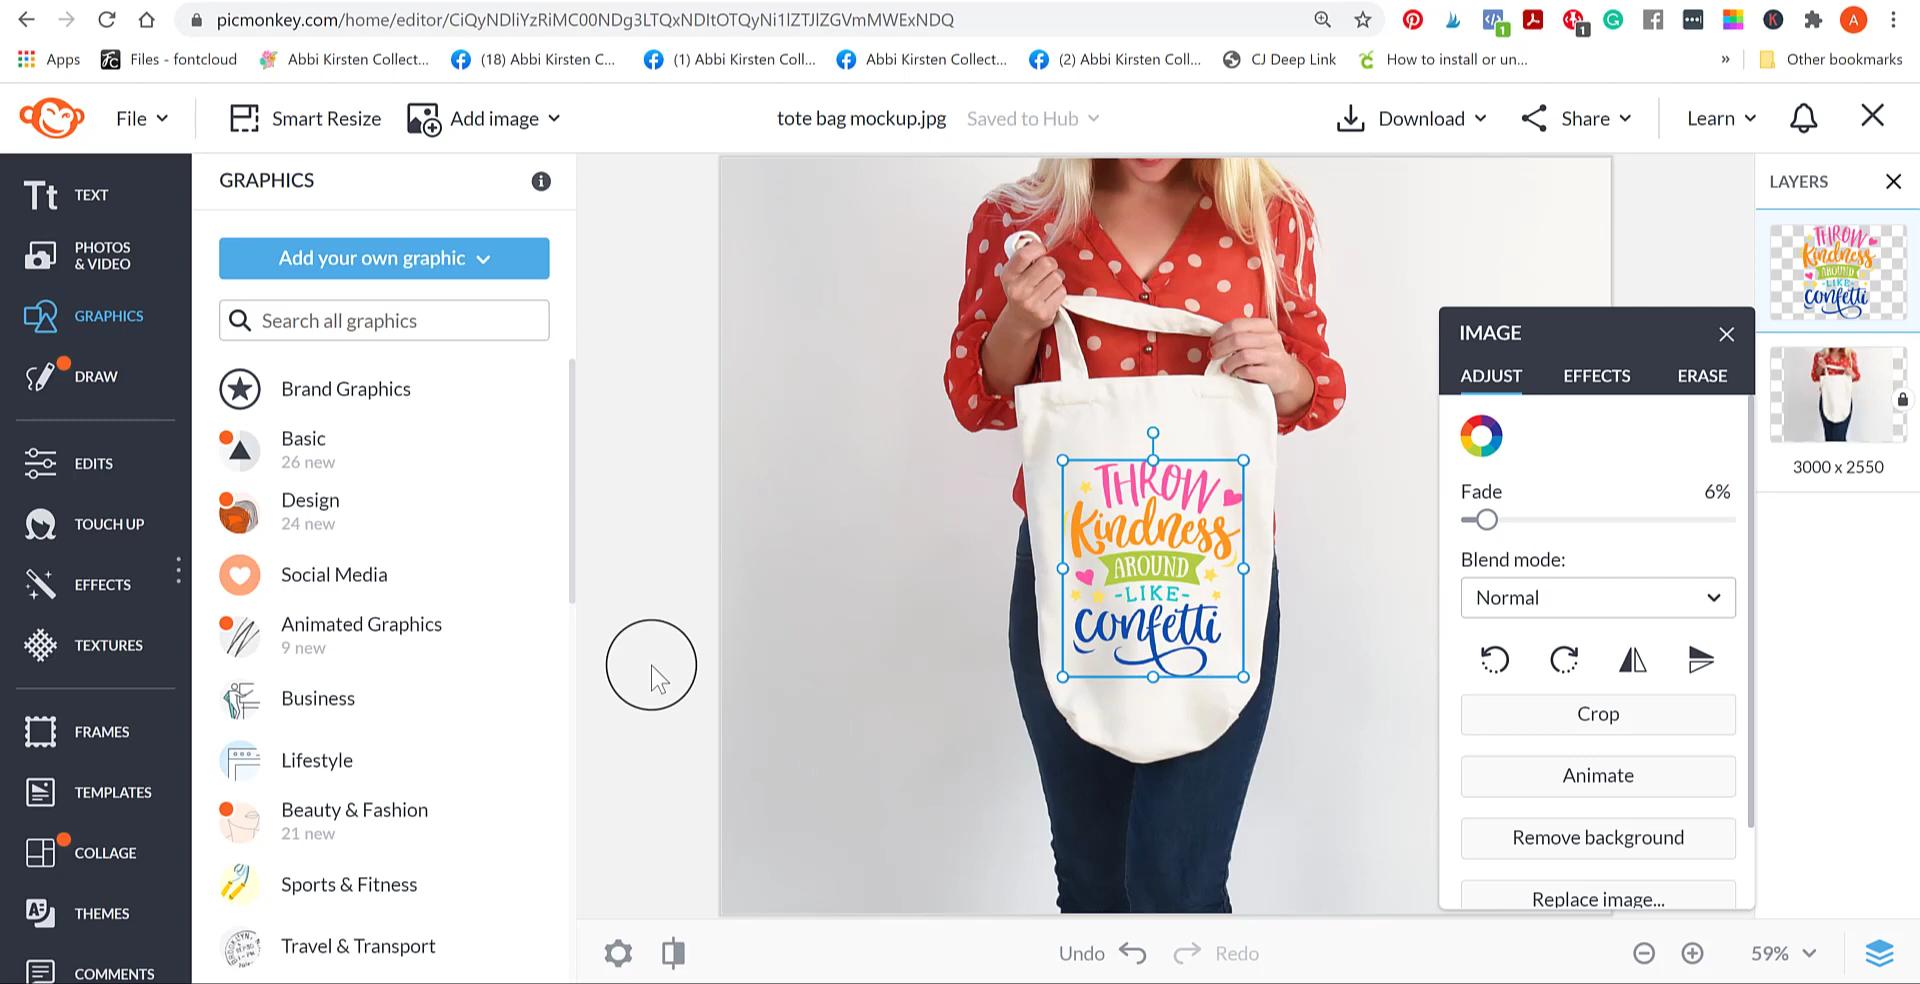 picmonkey.com/home/editor/CiQyNDliYzRiMC00NDg3LTQxNDItOTQyNi1lZTJlZGVmMWExNDQ
Apps
Files - fontcloud
Abbi Kirsten Collect...
(18) Abbi Kirsten C...
(1) Abbi Kirsten Coll...
Abbi Kirsten Collect...
(2) Abbi Kirsten Coll...
CJ Deep Link
How to install or un...
»
Other bookmarks
File
Smart Resize
Add image
tote bag mockup.jpg
Saved to Hub
Download
Share
Learn
Tt TEXT
PHOTOS
& VIDEO
GRAPHICS
DRAW
EDITS
TOUCH UP
EFFECTS
TEXTURES
FRAMES
TEMPLATES
COLLAGE
THEMES
COMMENTS
GRAPHICS
Add your own graphic
Search all graphics
Brand Graphics
Basic
26 new
Design
24 new
Social Media
Animated Graphics
9 new
Business
Lifestyle
Beauty & Fashion
21 new
Sports & Fitness
Travel & Transport
THROW
Kindness
AROUND
-LIKE-
confetti
IMAGE
ADJUST
EFFECTS
ERASE
Fade
6%
Blend mode:
Normal
Crop
Animate
Remove background
Replace image...
LAYERS
THROW
Kindness
AROUND
-LIKE-
confetti
3000 x 2550
Undo
Redo
59%